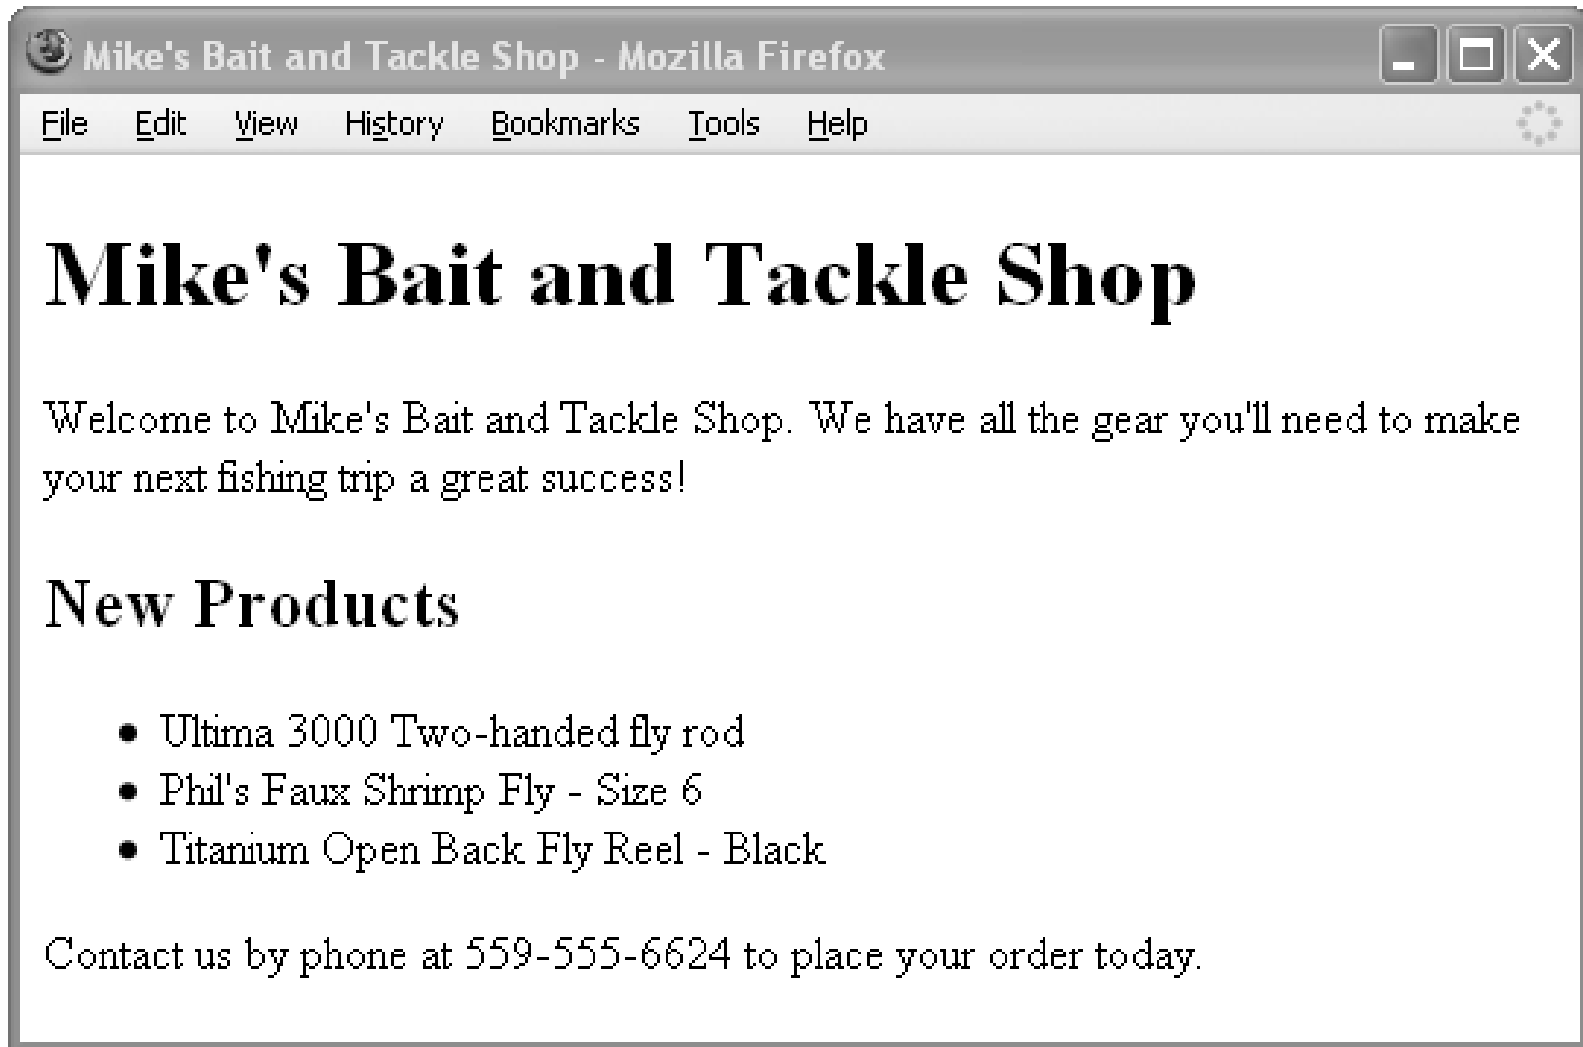 Mike's Bait and Tackle Shop - Mozilla Firefox
File Edit View History Bookmarks Tools Help
Mike's Bait and Tackle Shop
Welcome to Mike's Bait and Tackle Shop. We have all the gear you'll need to make
your next fishing trip a great success!
New Products
• Ultima 3000 Two-handed fly rod
• Phil's Faux Shrimp Fly - Size 6
• Titanium Open Back Fly Reel - Black
Contact us by phone at 559-555-6624 to place your order today.